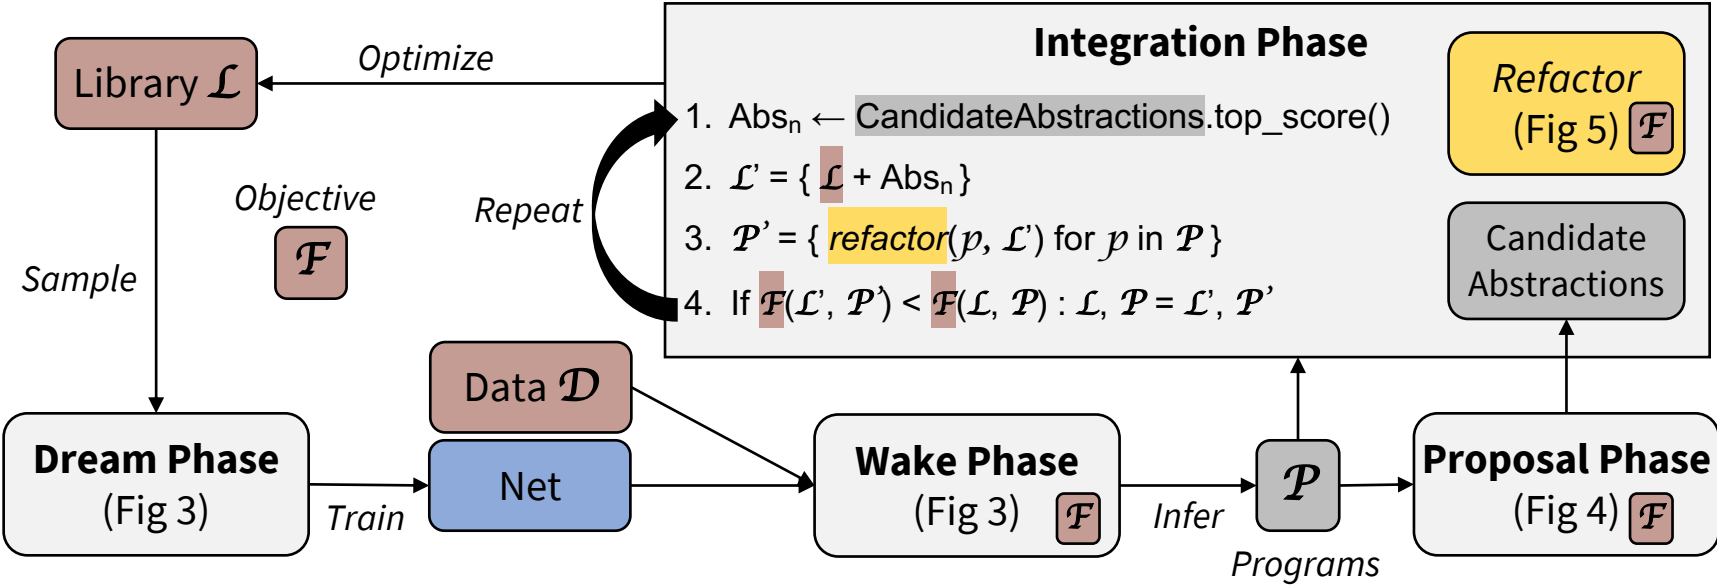 Integration Phase
Optimize
Library ℒ
Refactor
(Fig 5) ℱ
1. Absₙ ← CandidateAbstractions.top_score()
2. ℒ' = { ℒ + Absₙ }
3. 𝒫' = { refactor(𝓅, ℒ') for 𝓅 in 𝒫 }
4. If ℱ(ℒ', 𝒫') < ℱ(ℒ, 𝒫) : ℒ, 𝒫 = ℒ', 𝒫'
Repeat
Objective
ℱ
Sample
Candidate
Abstractions
Data 𝒟
Dream Phase
(Fig 3)
Train
Net
Wake Phase
(Fig 3) ℱ
Infer
𝒫
Programs
Proposal Phase
(Fig 4) ℱ